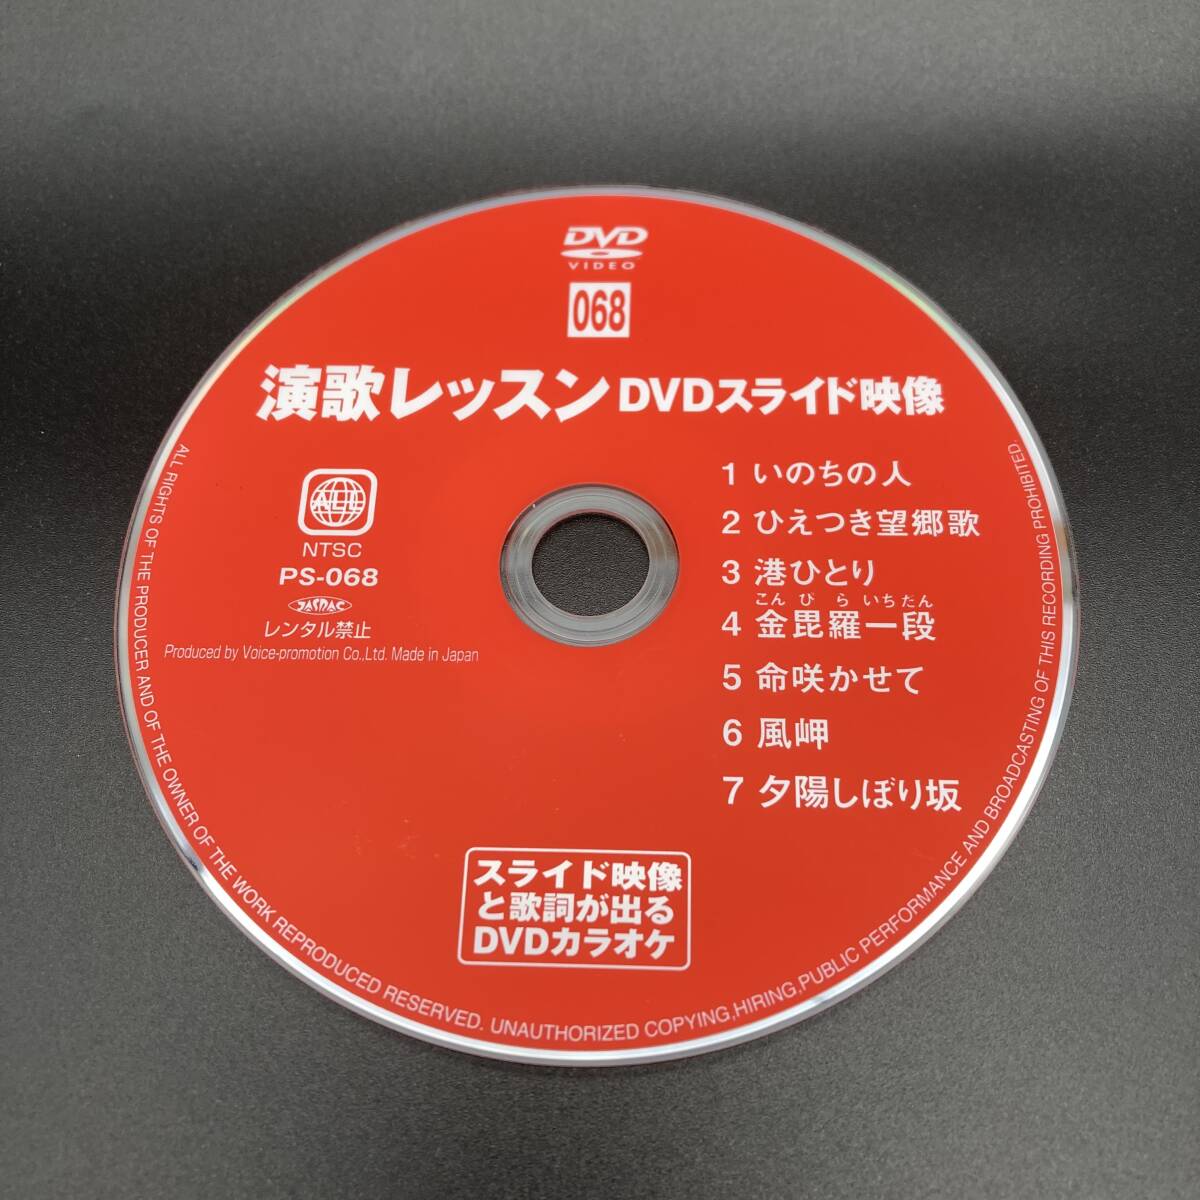 DVD
VIDEO
068
演歌レッスン DVDスライド映像
ALL
NTSC
PS-068
JASRAC
レンタル禁止
Produced by Voice-promotion Co.,Ltd. Made in Japan
1 いのちの人
2 ひえつき望郷歌
3 港ひとり
こん ぴ ら いちだん
4 金毘羅一段
5 命咲かせて
6 風岬
7 夕陽しぼり坂
スライド映像
と歌詞が出る
DVDカラオケ
ALL RIGHTS OF THE PRODUCER AND OF THE OWNER OF THE WORK REPRODUCED RESERVED. UNAUTHORIZED COPYING,HIRING,PUBLIC PERFORMANCE AND BROADCASTING OF THIS RECORDING PROHIBITED.